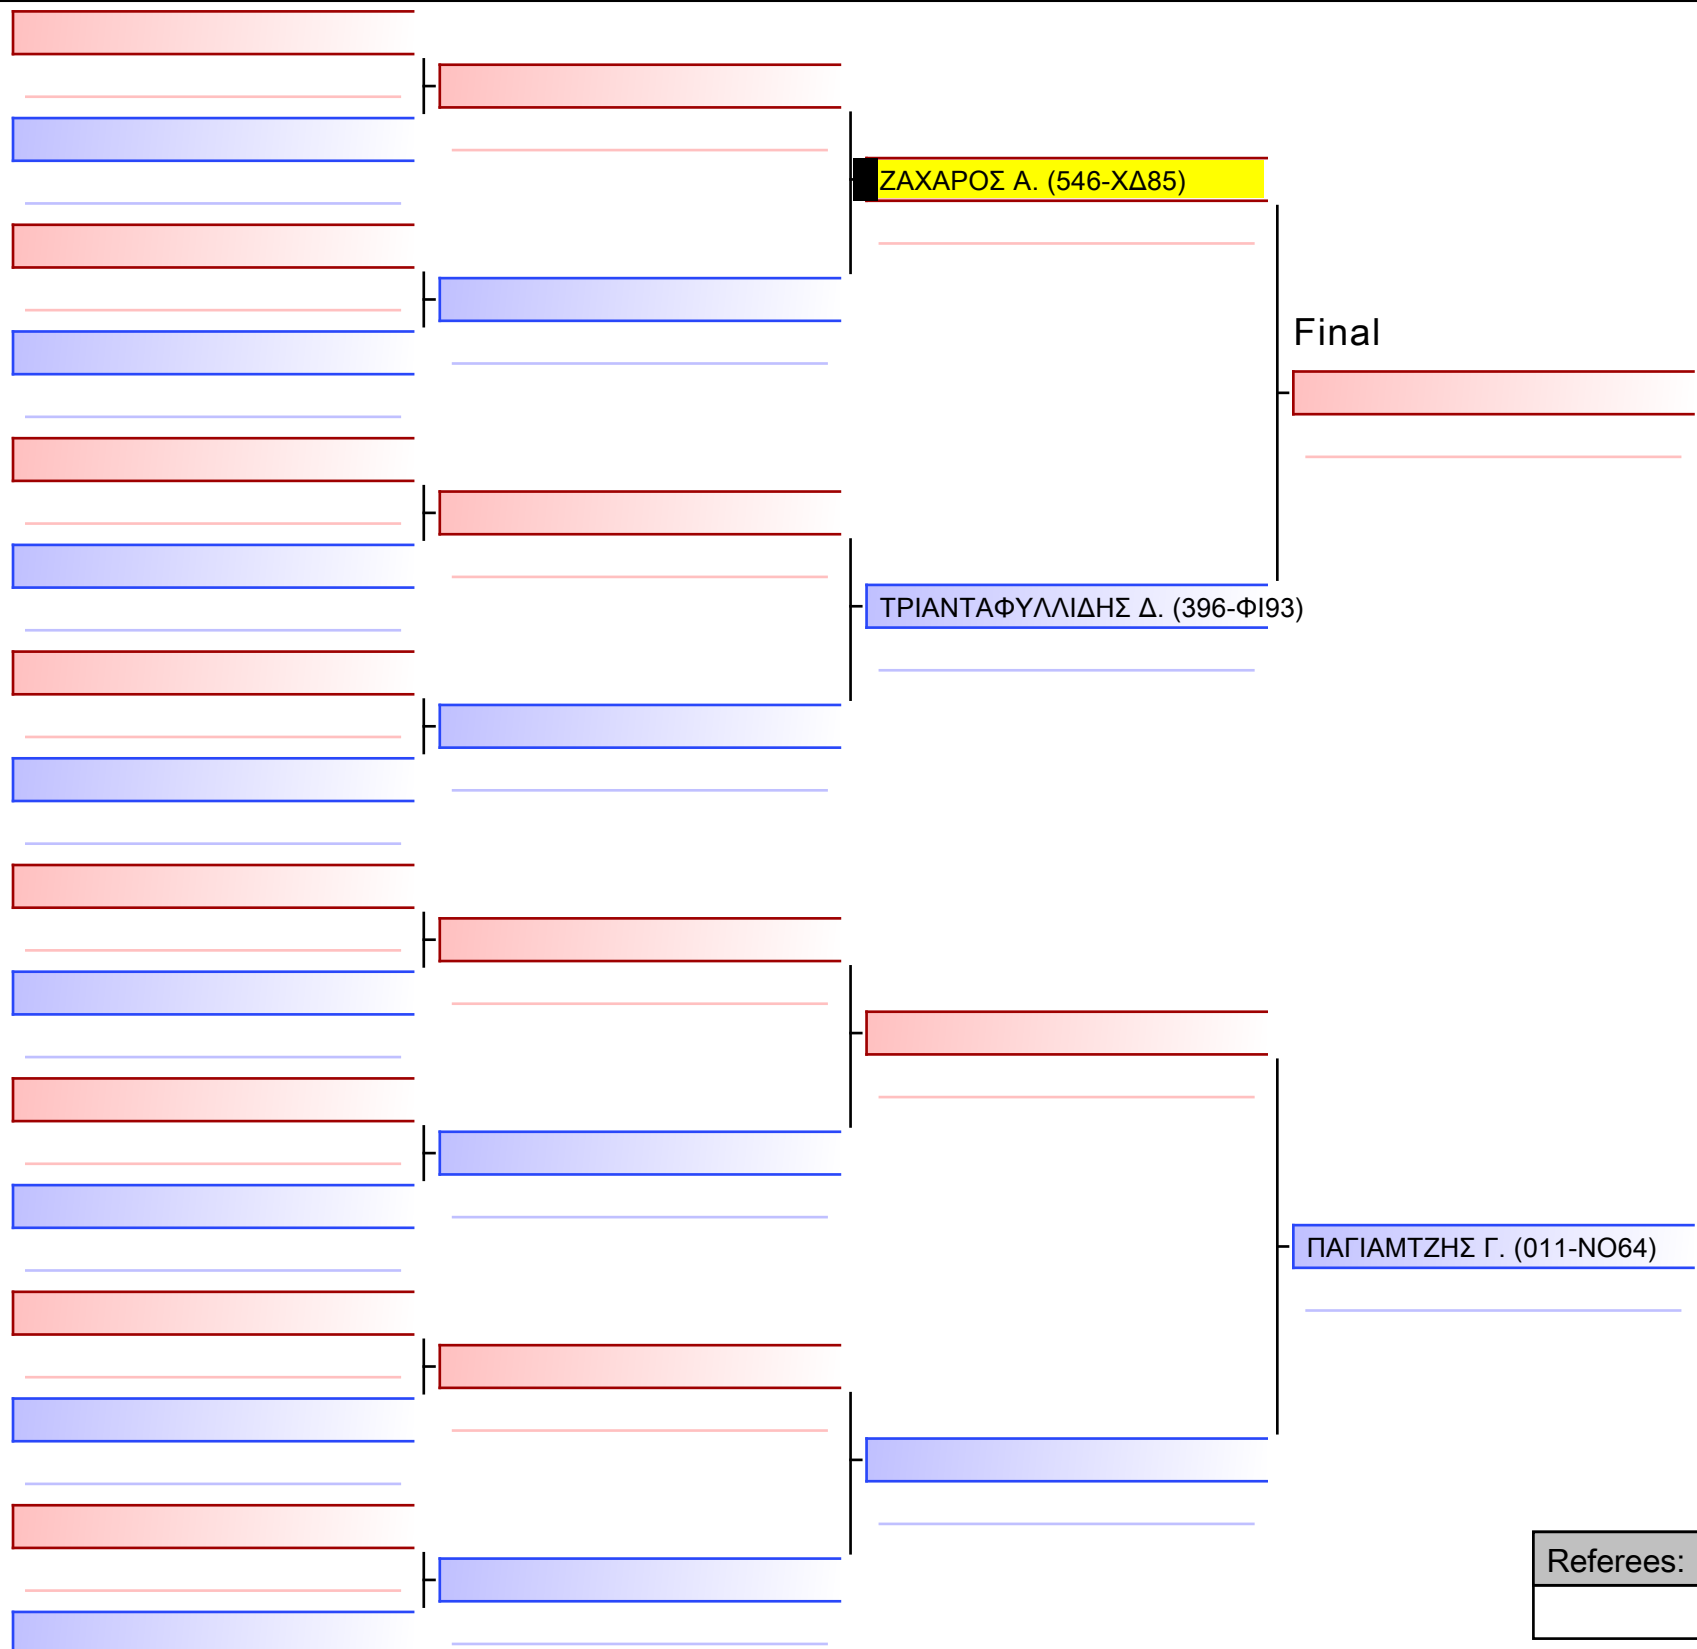 ΖΑΧΑΡΟΣ Α. (546-ΧΔ85)
Final
ΤΡΙΑΝΤΑΦΥΛΛΙΔΗΣ Δ. (396-ΦΙ93)
ΠΑΓΙΑΜΤΖΗΣ Γ. (011-ΝΟ64)
Referees: